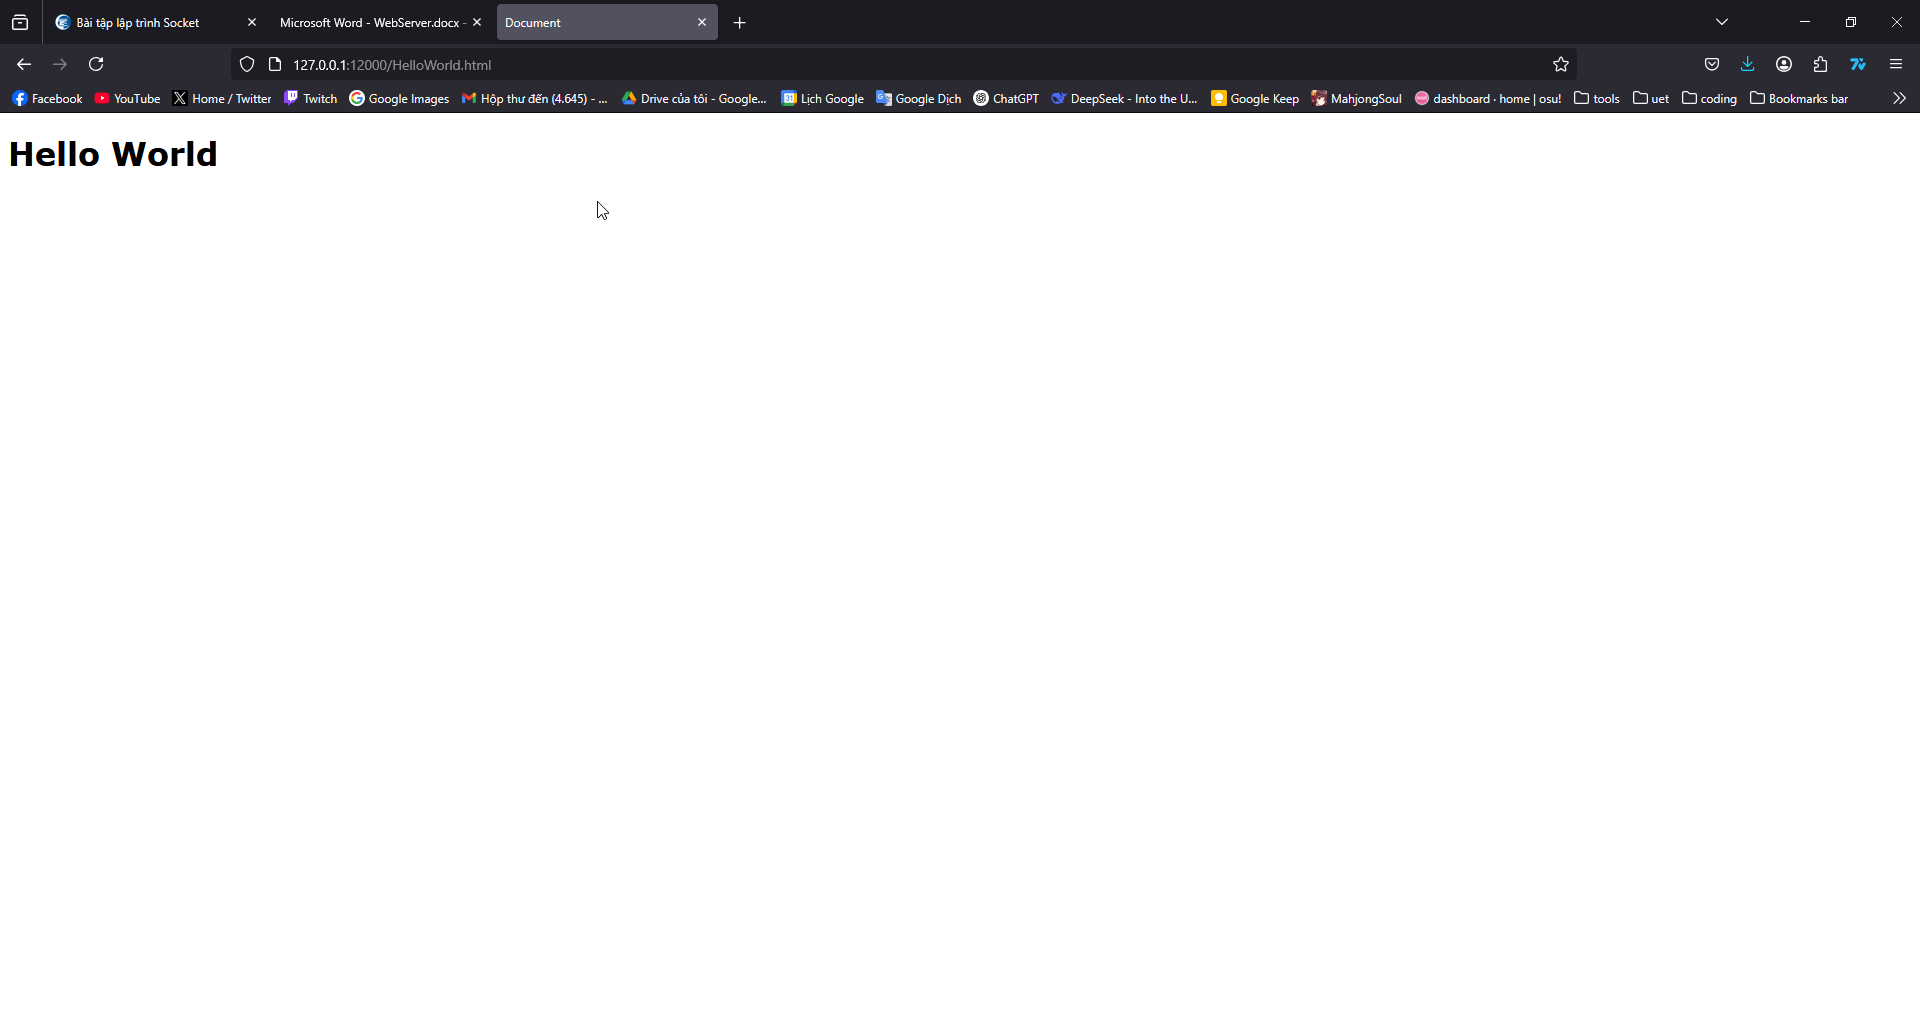 Bài tập lập trình Socket
Microsoft Word - WebServer.docx -
Document
127.0.0.1:12000/HelloWorld.html
Facebook YouTube Home / Twitter Twitch Google Images Hộp thư đến (4.645) - ... Drive của tôi - Google... Lịch Google Google Dịch ChatGPT DeepSeek - Into the U... Google Keep MahjongSoul dashboard · home | osu! tools uet coding Bookmarks bar
Hello World